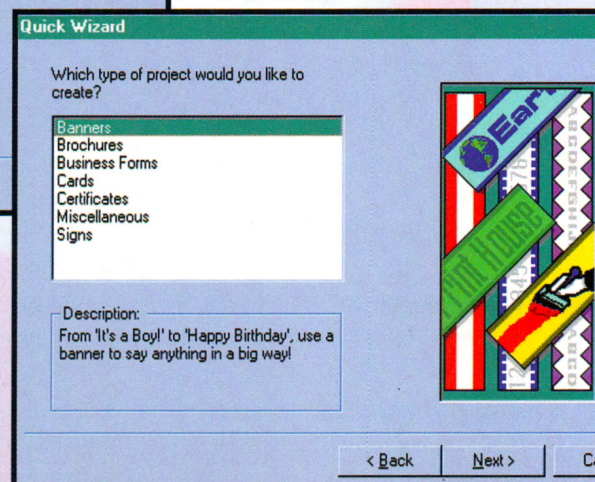 Quick Wizard
Which type of project would you like to
create?
Banners
Brochures
Business Forms
Cards
Certificates
Miscellaneous
Signs
Description:
From 'It's a Boy!' to 'Happy Birthday', use a
banner to say anything in a big way!
Eart
Print House
< Back
Next >